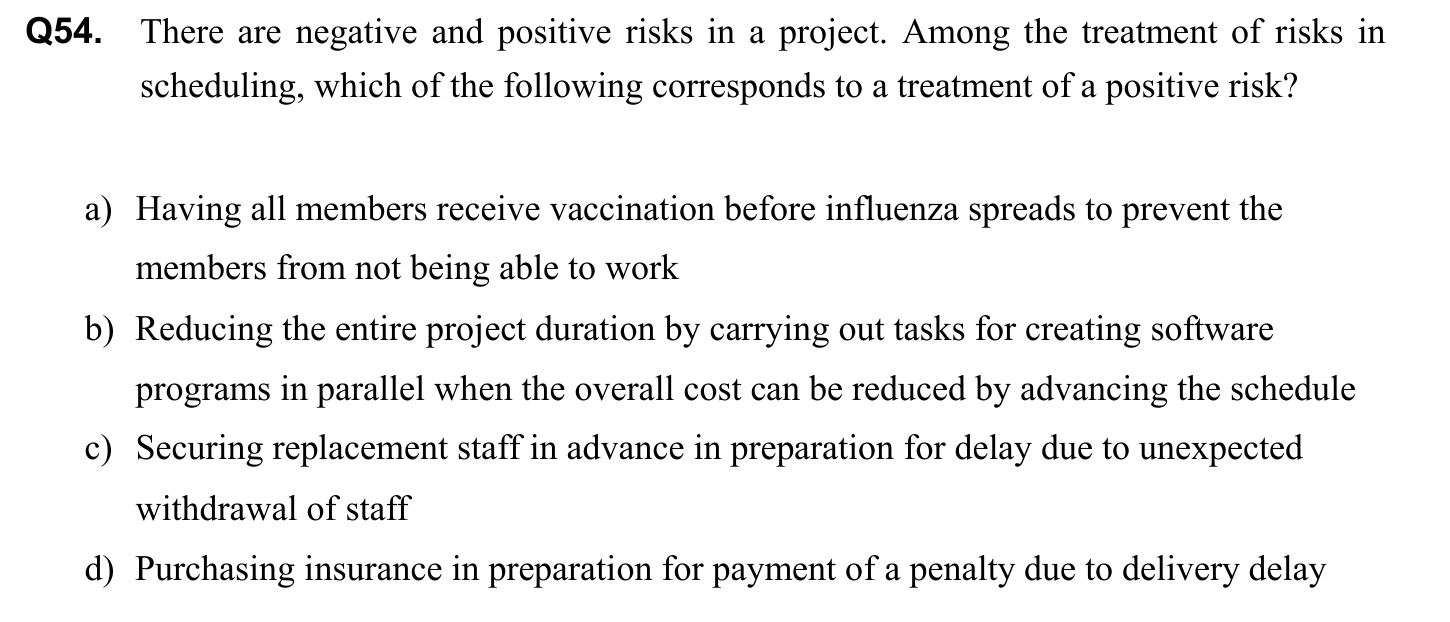 Q54. There are negative and positive risks in a project. Among the treatment of risks in
scheduling, which of the following corresponds to a treatment of a positive risk?
a) Having all members receive vaccination before influenza spreads to prevent the
members from not being able to work
b) Reducing the entire project duration by carrying out tasks for creating software
programs in parallel when the overall cost can be reduced by advancing the schedule
c) Securing replacement staff in advance in preparation for delay due to unexpected
withdrawal of staff
d) Purchasing insurance in preparation for payment of a penalty due to delivery delay